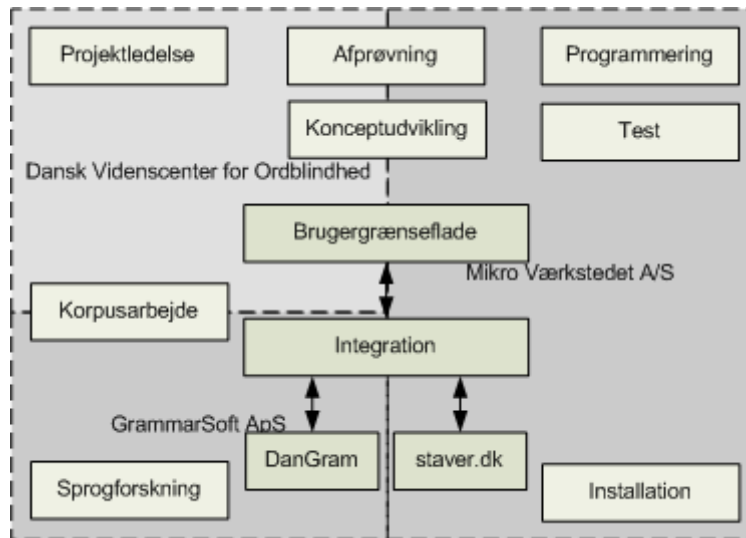 Projektledelse
Afprøvning
Programmering
Konceptudvikling
Test
Dansk Videnscenter for Ordblindhed
Brugergrænseflade
Mikro Værkstedet A/S
Korpusarbejde
Integration
GrammarSoft ApS
DanGram
staver.dk
Sprogforskning
Installation